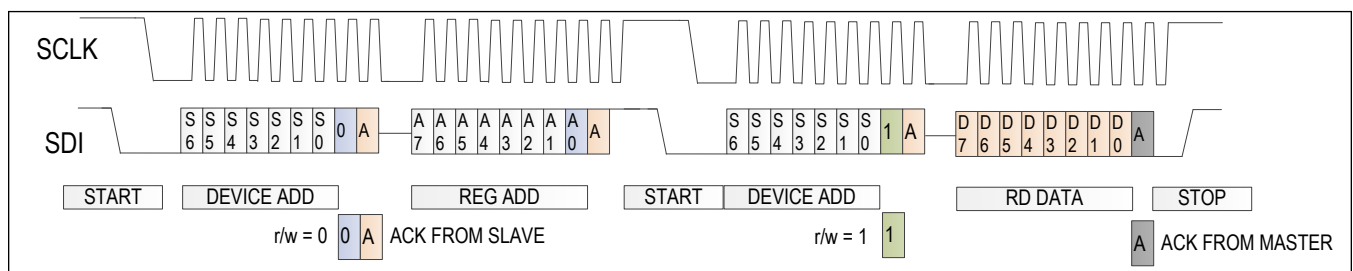 SCLK
SDI
S6 S5 S4 S3 S2 S1 S0 0 A A7 A6 A5 A4 A3 A2 A1 A0 A S6 S5 S4 S3 S2 S1 S0 1 A D7 D6 D5 D4 D3 D2 D1 D0 A
START DEVICE ADD REG ADD START DEVICE ADD RD DATA STOP
r/w = 0 0 A ACK FROM SLAVE r/w = 1 1 A ACK FROM MASTER